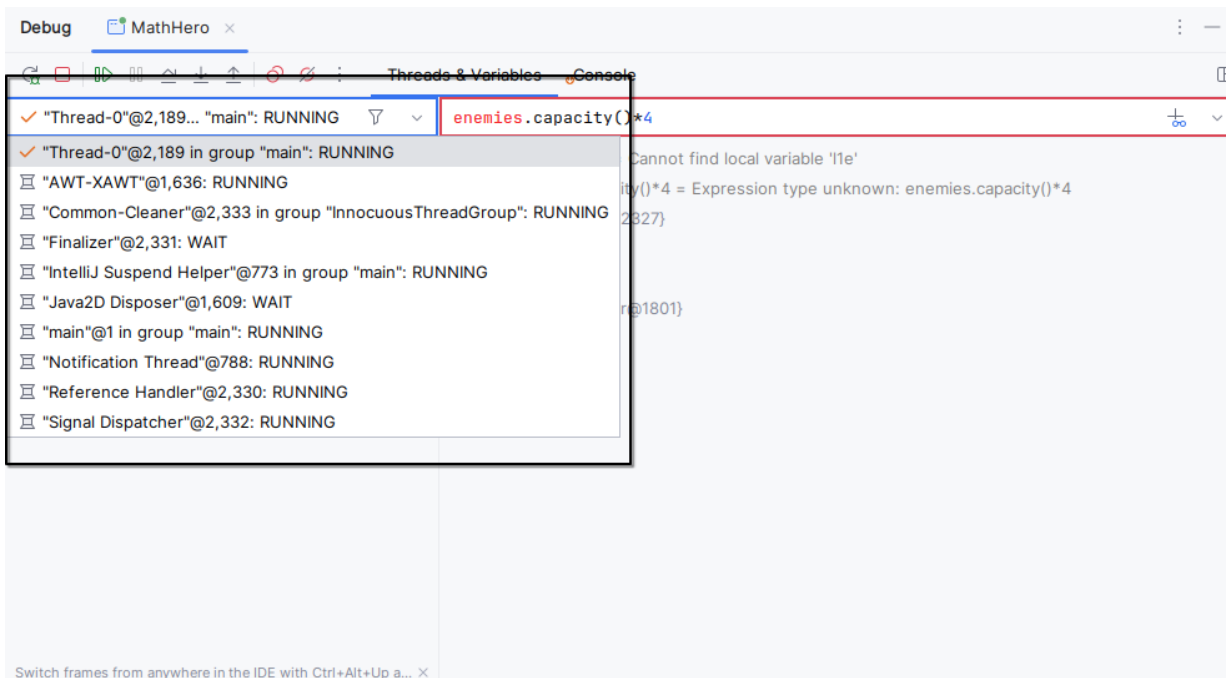 Debug MathHero
Threads & Variables Console
"Thread-0"@2,189... "main": RUNNING
enemies.capacity()*4
"Thread-0"@2,189 in group "main": RUNNING
Cannot find local variable 'l1e'
"AWT-XAWT"@1,636: RUNNING
ity()*4 = Expression type unknown: enemies.capacity()*4
"Common-Cleaner"@2,333 in group "InnocuousThreadGroup": RUNNING
2327}
"Finalizer"@2,331: WAIT
"IntelliJ Suspend Helper"@773 in group "main": RUNNING
"Java2D Disposer"@1,609: WAIT
r@1801}
"main"@1 in group "main": RUNNING
"Notification Thread"@788: RUNNING
"Reference Handler"@2,330: RUNNING
"Signal Dispatcher"@2,332: RUNNING
Switch frames from anywhere in the IDE with Ctrl+Alt+Up a...